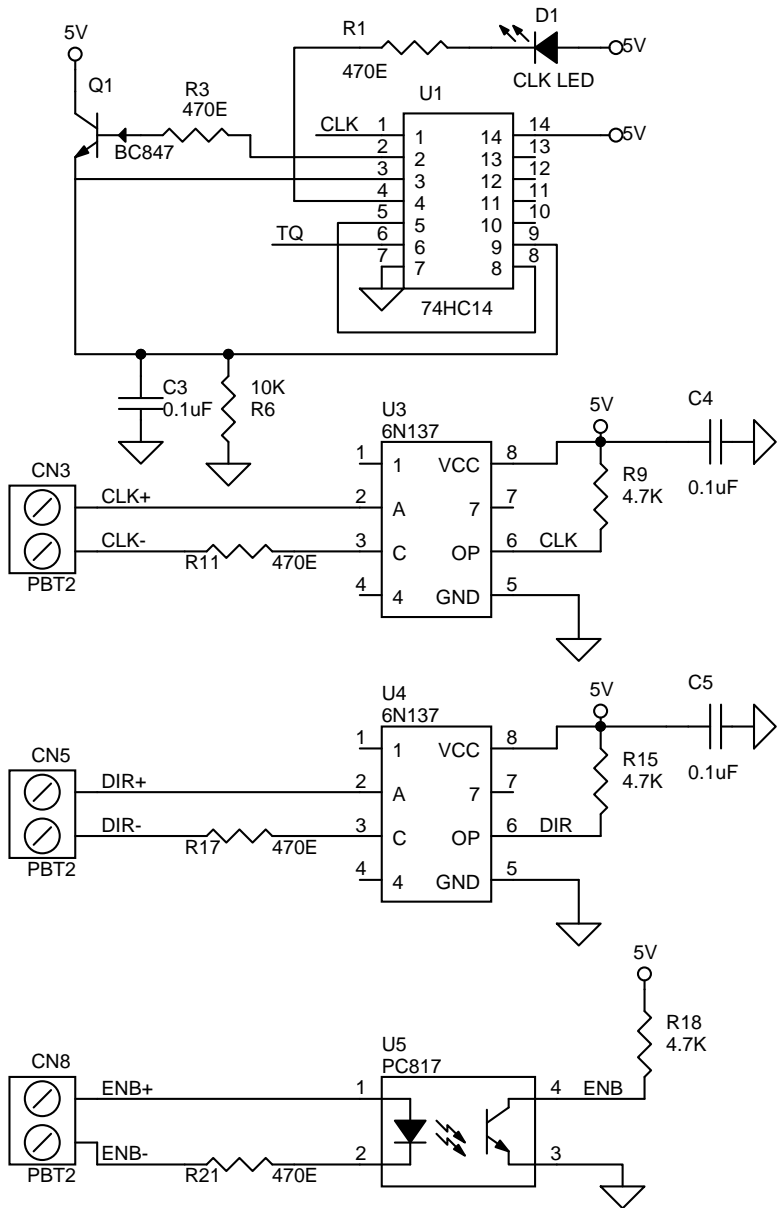 D1
5V
R1
5V
470E
CLK LED
Q1
R3
470E
U1
CLK
1
1
14
14
5V
BC847
2
2
13
13
3
3
12
12
4
4
11
11
5
5
10
10
TQ
6
6
9
9
7
7
8
8
74HC14
C3
0.1uF
10K
R6
U3
6N137
5V
C4
1
1
VCC
8
CN3
R9
4.7K
0.1uF
CLK+
2
A
7
7
CLK-
R11
470E
3
C
OP
6
CLK
PBT2
4
4
GND
5
U4
6N137
5V
C5
1
1
VCC
8
CN5
R15
4.7K
0.1uF
DIR+
2
A
7
7
DIR-
R17
470E
3
C
OP
6
DIR
PBT2
4
4
GND
5
5V
R18
4.7K
U5
PC817
CN8
ENB+
1
4
ENB
ENB-
R21
470E
2
3
PBT2